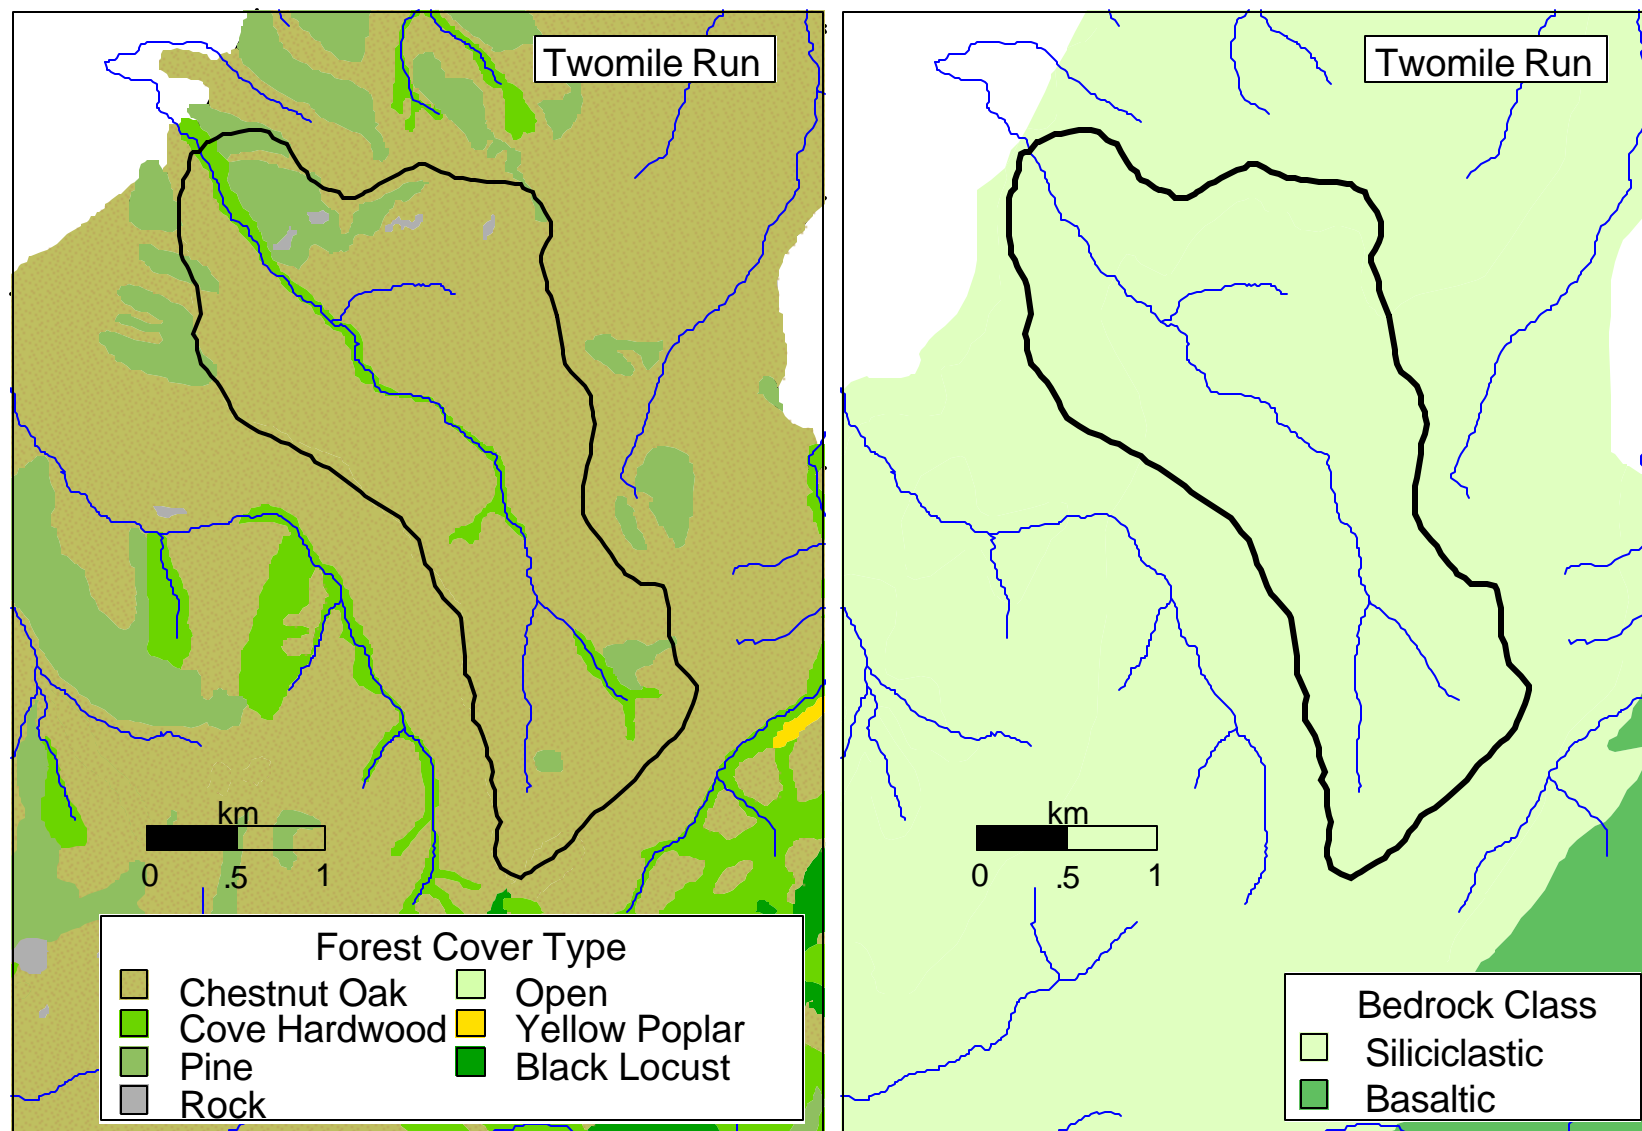 Twomile Run
Twomile Run
km
0 .5 1
km
0 .5 1
Forest Cover Type
Chestnut Oak
Open
Cove Hardwood
Yellow Poplar
Pine
Black Locust
Rock
Bedrock Class
Siliciclastic
Basaltic